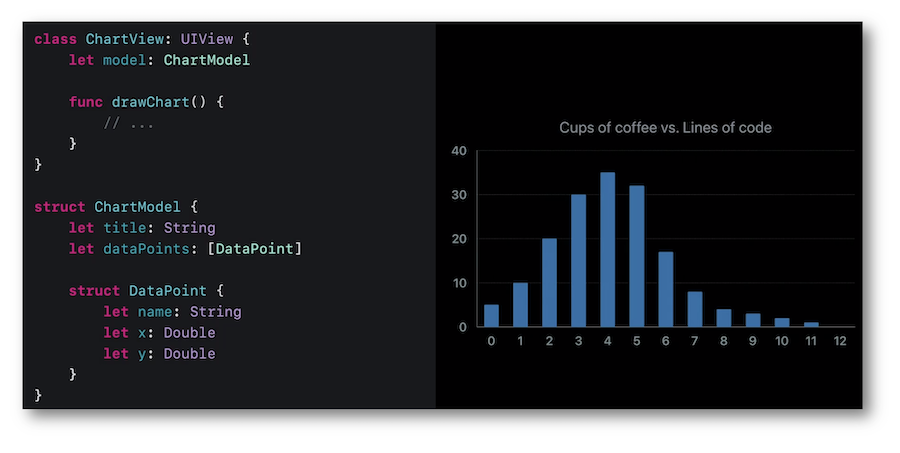 class ChartView: UIView {
let model: ChartModel
func drawChart() {
// ...
}
}
struct ChartModel {
let title: String
let dataPoints: [DataPoint]
struct DataPoint {
let name: String
let x: Double
let y: Double
}
}
Cups of coffee vs. Lines of code
40
30
20
10
0
0 1 2 3 4 5 6 7 8 9 10 11 12